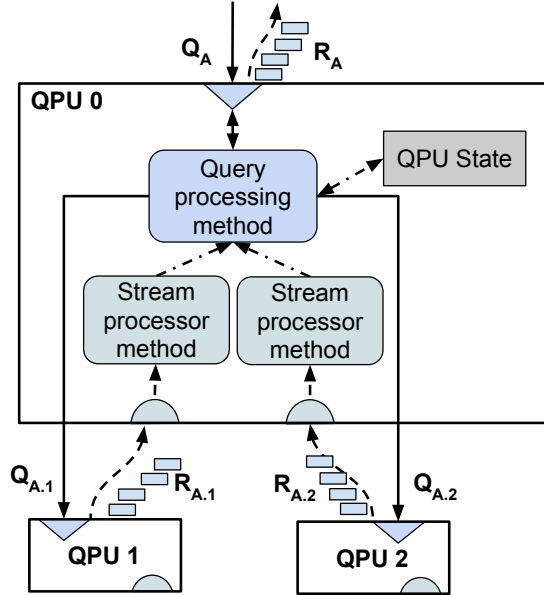 Q_A
R_A
QPU 0
Query
processing
method
QPU State
Stream
processor
method
Stream
processor
method
Q_A.1
R_A.1
R_A.2
Q_A.2
QPU 1
QPU 2